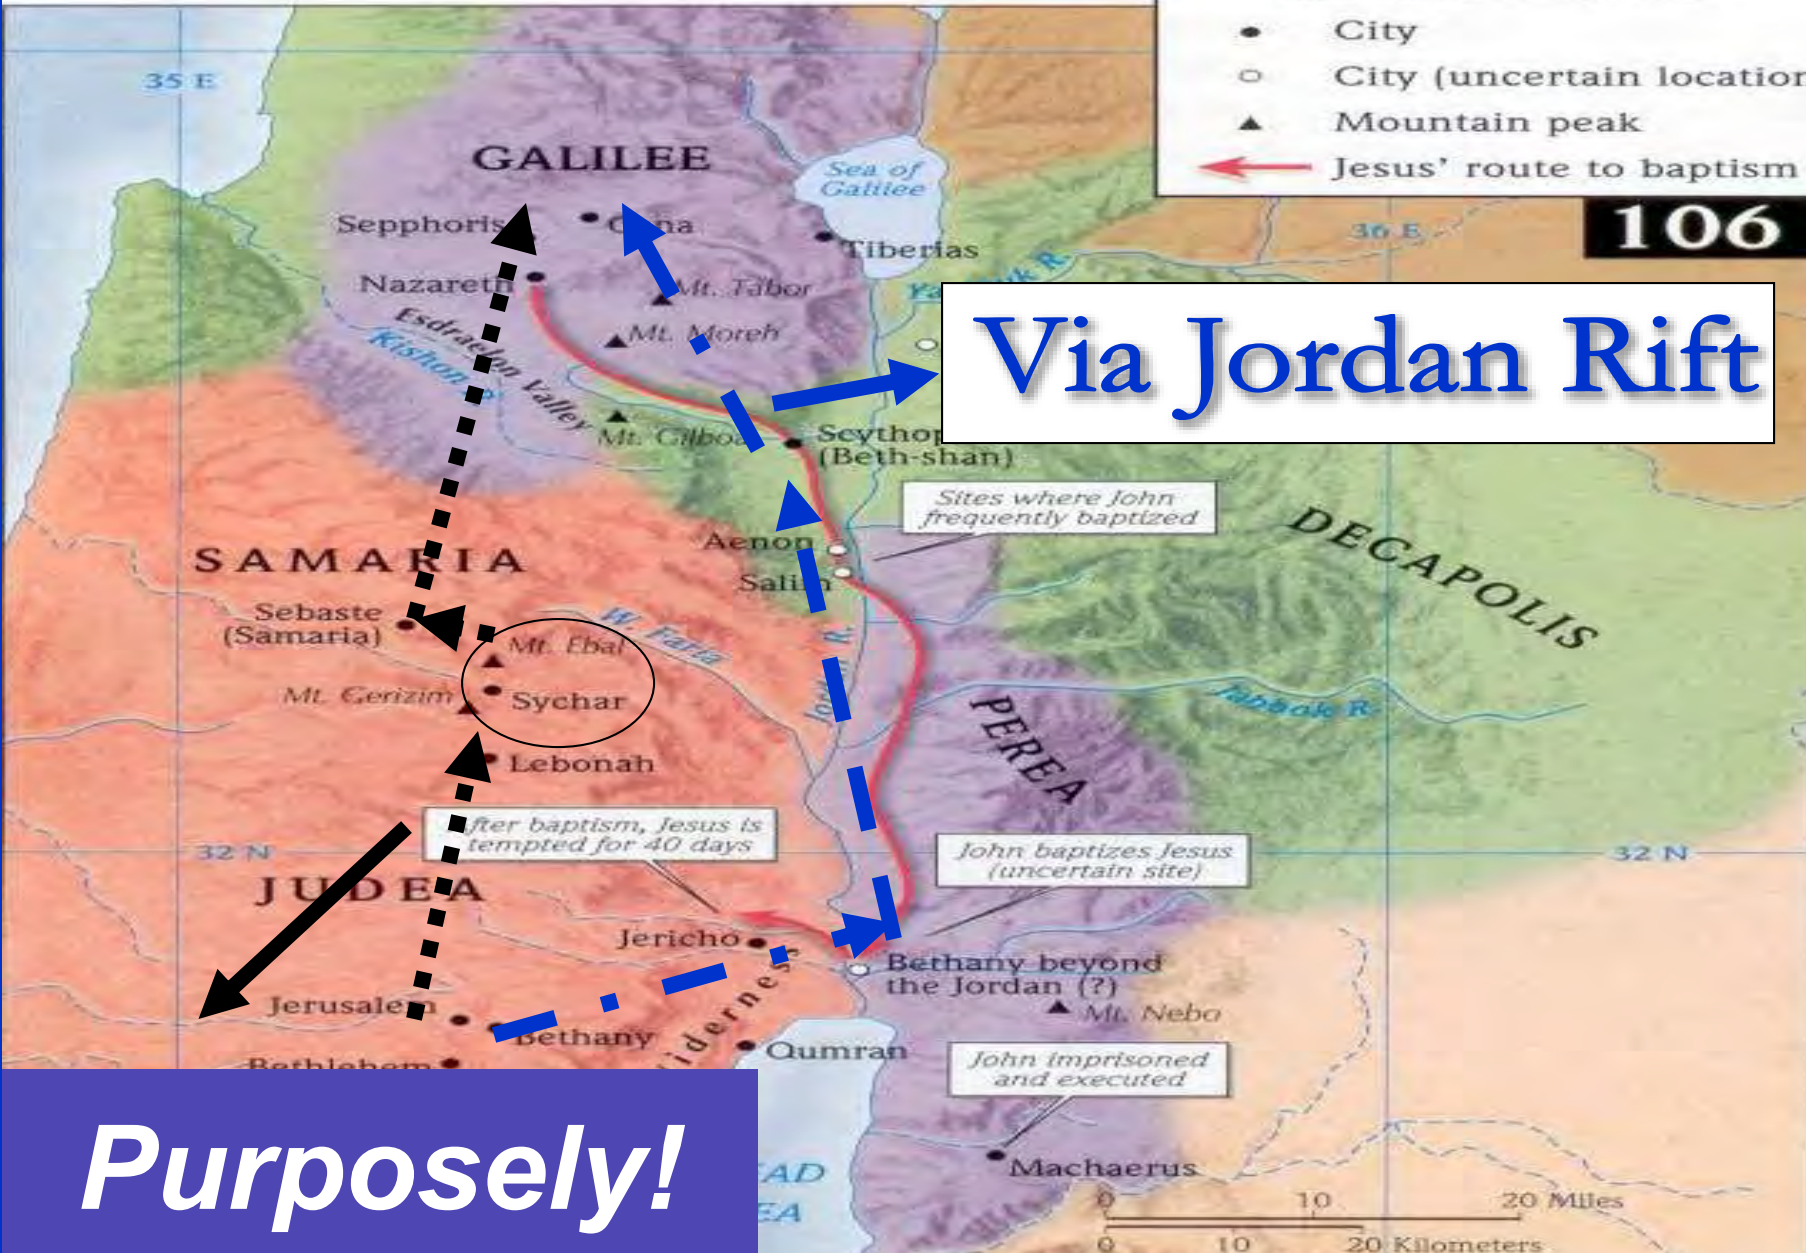 City
City (uncertain location
Mountain peak
Jesus' route to baptism
106
35 E
36 E
GALILEE
Sea of
Galilee
Sepphoris
Tiberias
Nazareth
Mt. Tabor
Mt. Moreh
Esdraelon Valley
Kishon R.
Via Jordan Rift
Mt. Gilboa
(Beth-shan)
Sites where John
frequently baptized
DECAPOLIS
SAMARIA
Aenon
Salim
Sebaste
(Samaria)
Mt. Ebal
W. Faria
Mt. Gerizim
Sychar
Jordan R.
Jabbok R.
PEREA
Lebonah
fter baptism, Jesus is
tempted for 40 days
32 N
32 N
John baptizes Jesus
(uncertain site)
JUDEA
Jericho
Bethany beyond
the Jordan (?)
Jerusalem
Mt. Nebo
Bethany
iderness
Qumran
Bethlehem
John imprisoned
and executed
Purposely!
EAD
EA
Machaerus
0 10 20 Miles
0 10 20 Kilometers